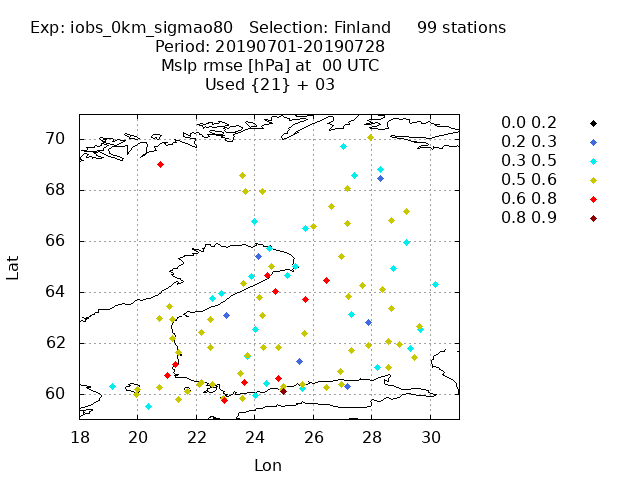 Exp: iobs_0km_sigmao80 Selection: Finland 99 stations
Period: 20190701-20190728
Mslp rmse [hPa] at 00 UTC
Used {21} + 03
0.0 0.2
0.2 0.3
0.3 0.5
0.5 0.6
0.6 0.8
0.8 0.9
70
68
66
64
62
60
Lat
18 20 22 24 26 28 30
Lon